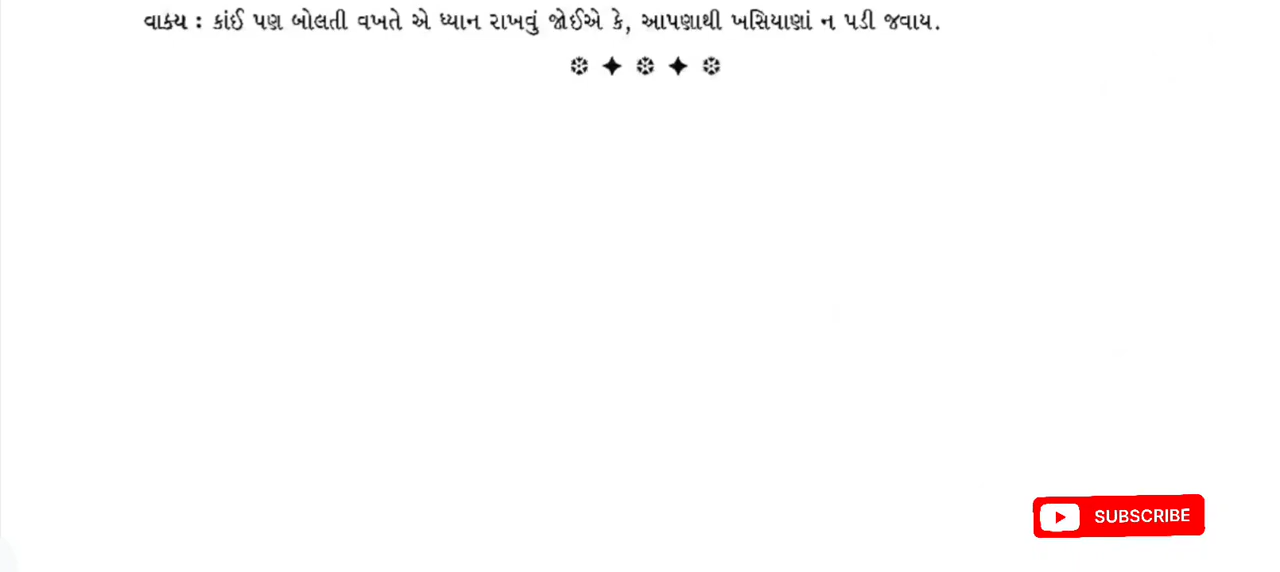 વાક્ય : કાંઈ પણ બોલતી વખતે એ ધ્યાન રાખવું જોઈએ કે, આપણાથી ખસિયાણાં ન પડી જવાય.
SUBSCRIBE